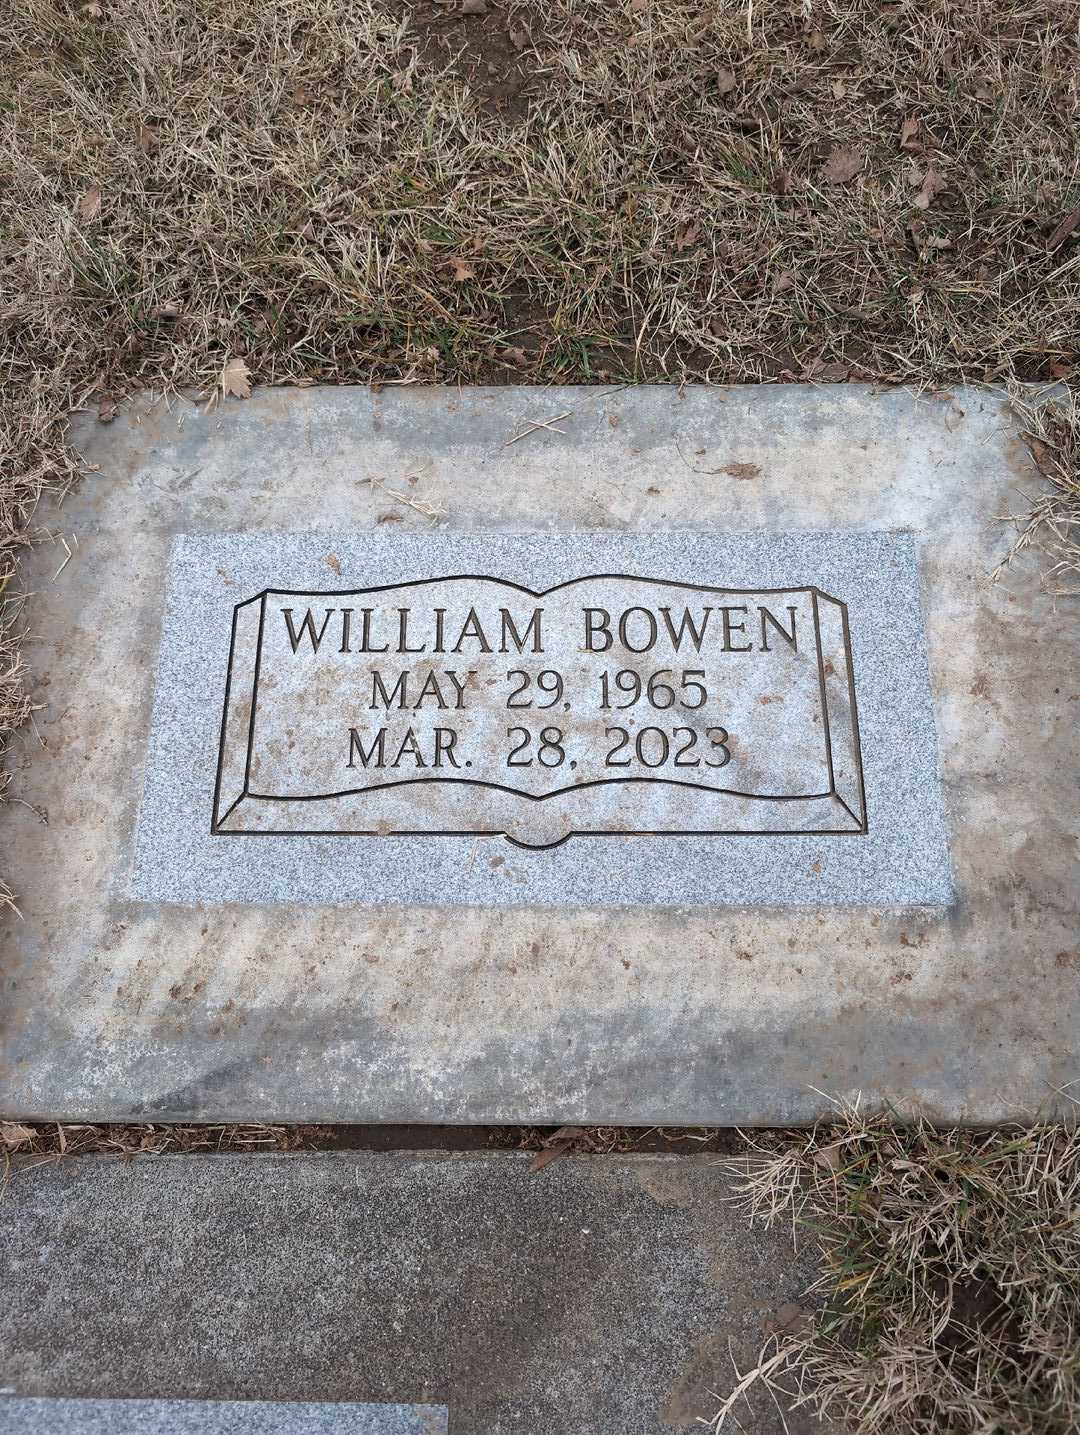 WILLIAM BOWEN
MAY 29, 1965
MAR. 28, 2023